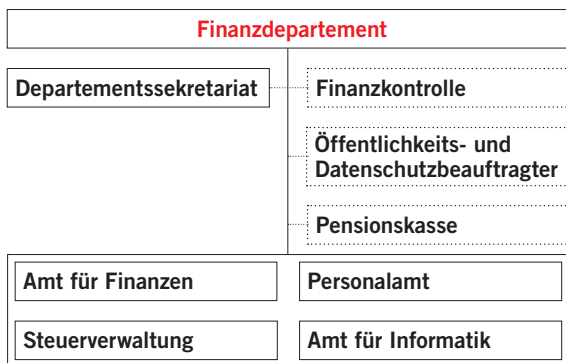 Finanzdepartement
Departementssekretariat
Finanzkontrolle
Öffentlichkeits- und
Datenschutzbeauftragter
Pensionskasse
Amt für Finanzen
Personalamt
Steuerverwaltung
Amt für Informatik